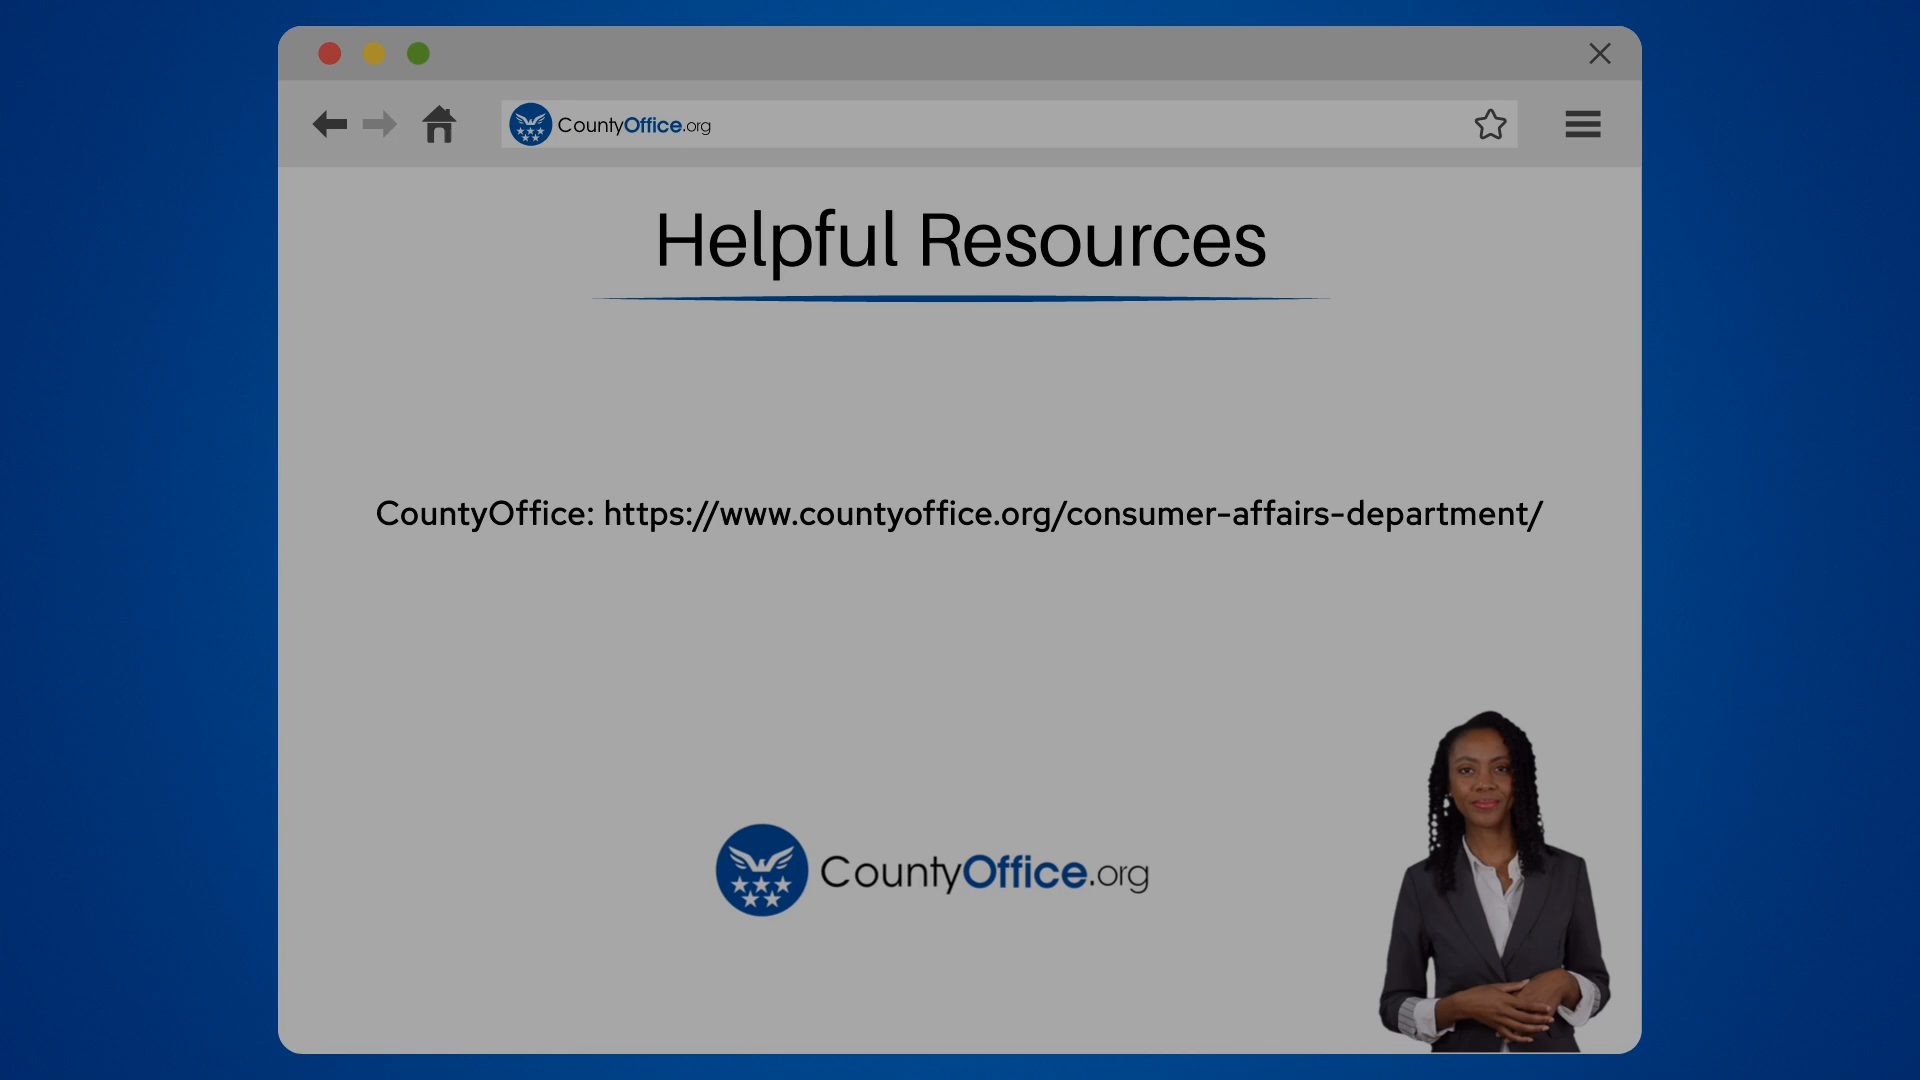 CountyOffice.org
Helpful Resources
CountyOffice: https://www.countyoffice.org/consumer-affairs-department/
CountyOffice.org